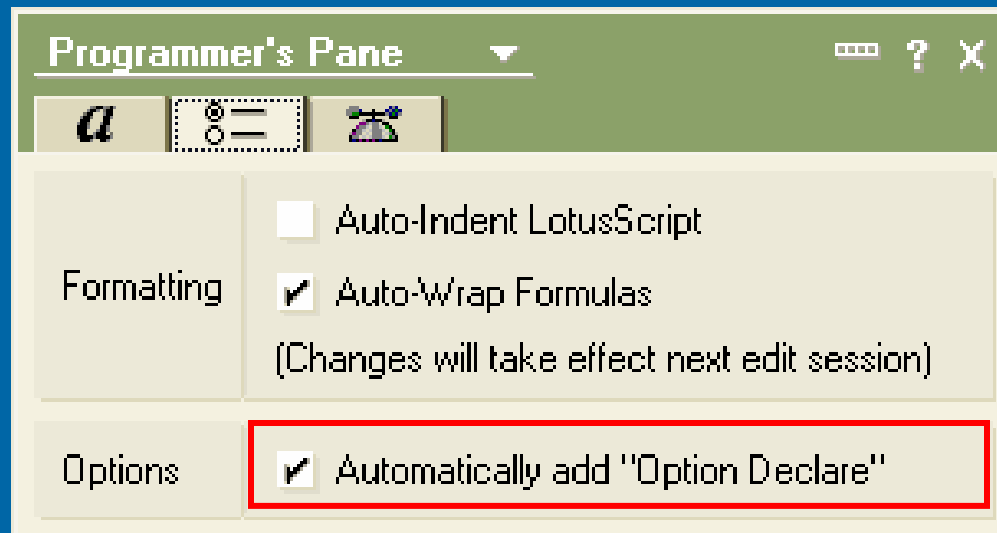 Programmer's Pane
?
X
a
Auto-Indent LotusScript
Formatting
Auto-Wrap Formulas
(Changes will take effect next edit session)
Options
Automatically add "Option Declare"